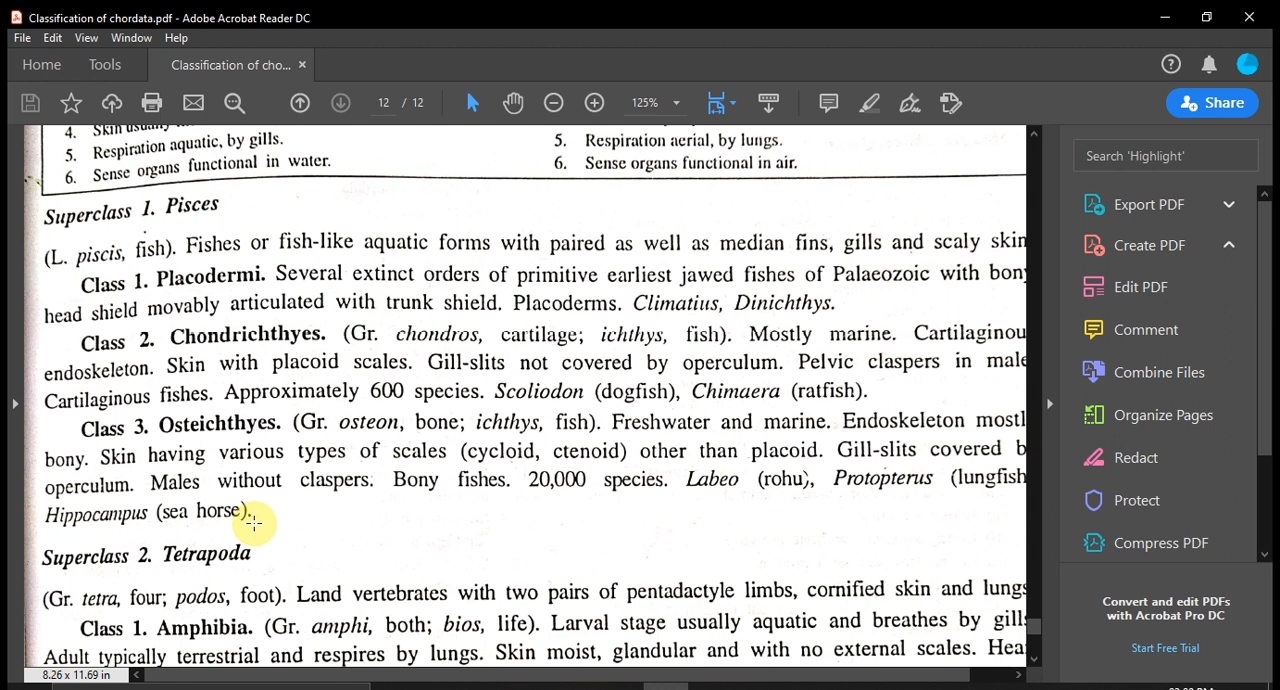 Classification of chordata.pdf - Adobe Acrobat Reader DC
File Edit View Window Help
Home Tools Classification of cho... ×
12 / 12 125% Share
4. Skin usually
5. Respiration aquatic, by gills.
6. Sense organs functional in water.
5. Respiration aerial, by lungs.
6. Sense organs functional in air.
Superclass 1. Pisces
(L. piscis, fish). Fishes or fish-like aquatic forms with paired as well as median fins, gills and scaly skin
Class 1. Placodermi. Several extinct orders of primitive earliest jawed fishes of Palaeozoic with bony
head shield movably articulated with trunk shield. Placoderms. Climatius, Dinichthys.
Class 2. Chondrichthyes. (Gr. chondros, cartilage; ichthys, fish). Mostly marine. Cartilaginou
endoskeleton. Skin with placoid scales. Gill-slits not covered by operculum. Pelvic claspers in male
Cartilaginous fishes. Approximately 600 species. Scoliodon (dogfish), Chimaera (ratfish).
Class 3. Osteichthyes. (Gr. osteon, bone; ichthys, fish). Freshwater and marine. Endoskeleton mostl
bony. Skin having various types of scales (cycloid, ctenoid) other than placoid. Gill-slits covered b
operculum. Males without claspers. Bony fishes. 20,000 species. Labeo (rohu), Protopterus (lungfish
Hippocampus (sea horse).
Superclass 2. Tetrapoda
(Gr. tetra, four; podos, foot). Land vertebrates with two pairs of pentadactyle limbs, cornified skin and lungs
Class 1. Amphibia. (Gr. amphi, both; bios, life). Larval stage usually aquatic and breathes by gills
Adult typically terrestrial and respires by lungs. Skin moist, glandular and with no external scales. Hea
8.26 x 11.69 in
Search 'Highlight'
Export PDF
Create PDF
Edit PDF
Comment
Combine Files
Organize Pages
Redact
Protect
Compress PDF
Convert and edit PDFs
with Acrobat Pro DC
Start Free Trial